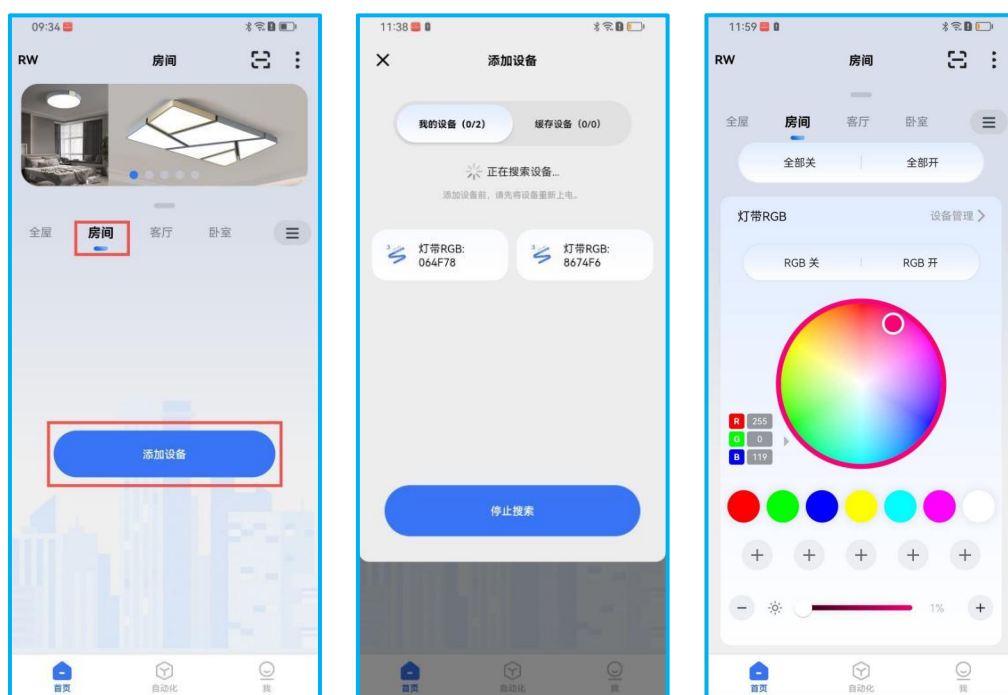 09:34
RW
房间
全屋
房间
客厅
卧室
添加设备
首页
自动化
我
11:38
添加设备
我的设备（0/2）
缓存设备（0/0）
正在搜索设备...
添加设备前，请先将设备重新上电。
灯带RGB:
064F78
灯带RGB:
8674F6
停止搜索
首页
自动化
我
11:59
RW
房间
全屋
房间
客厅
卧室
全部关
全部开
灯带RGB
设备管理
RGB 关
RGB 开
R 255
G 0
B 119
1%
首页
自动化
我